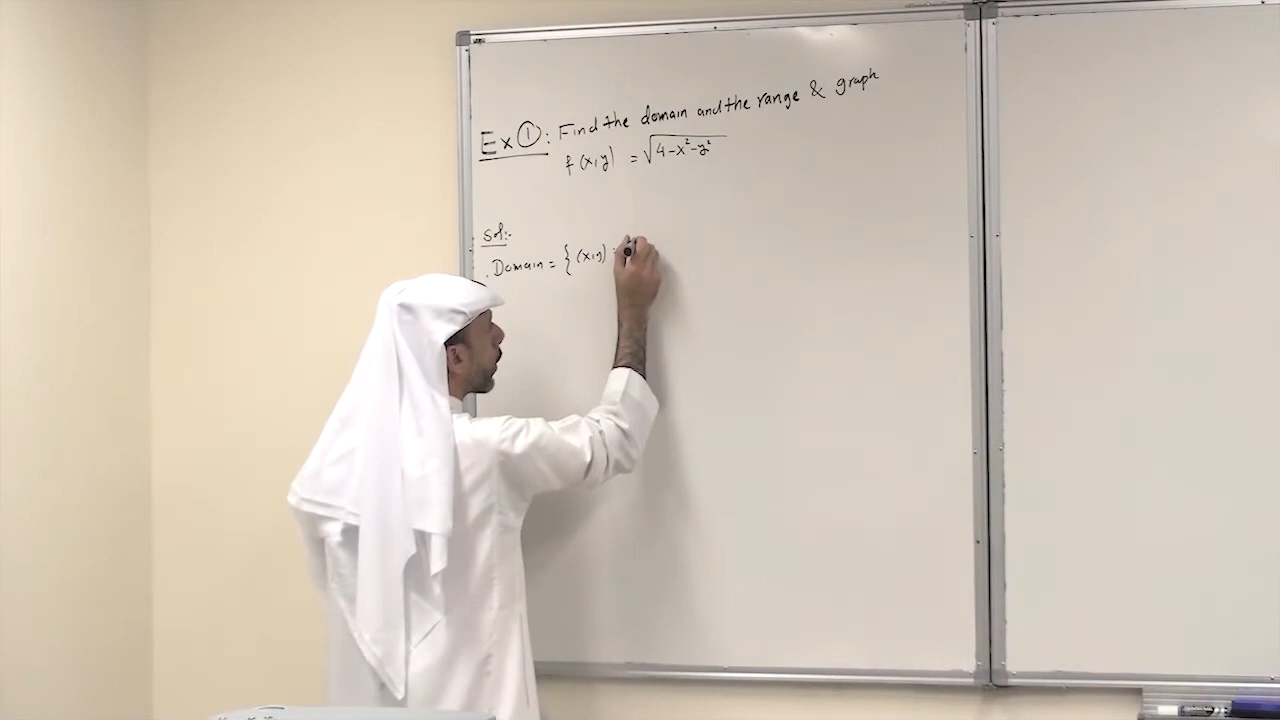 Ex ①: Find the domain and the range & graph
f(x,y) = √4-x²-y²
Sol:-
. Domain = { (x,y)